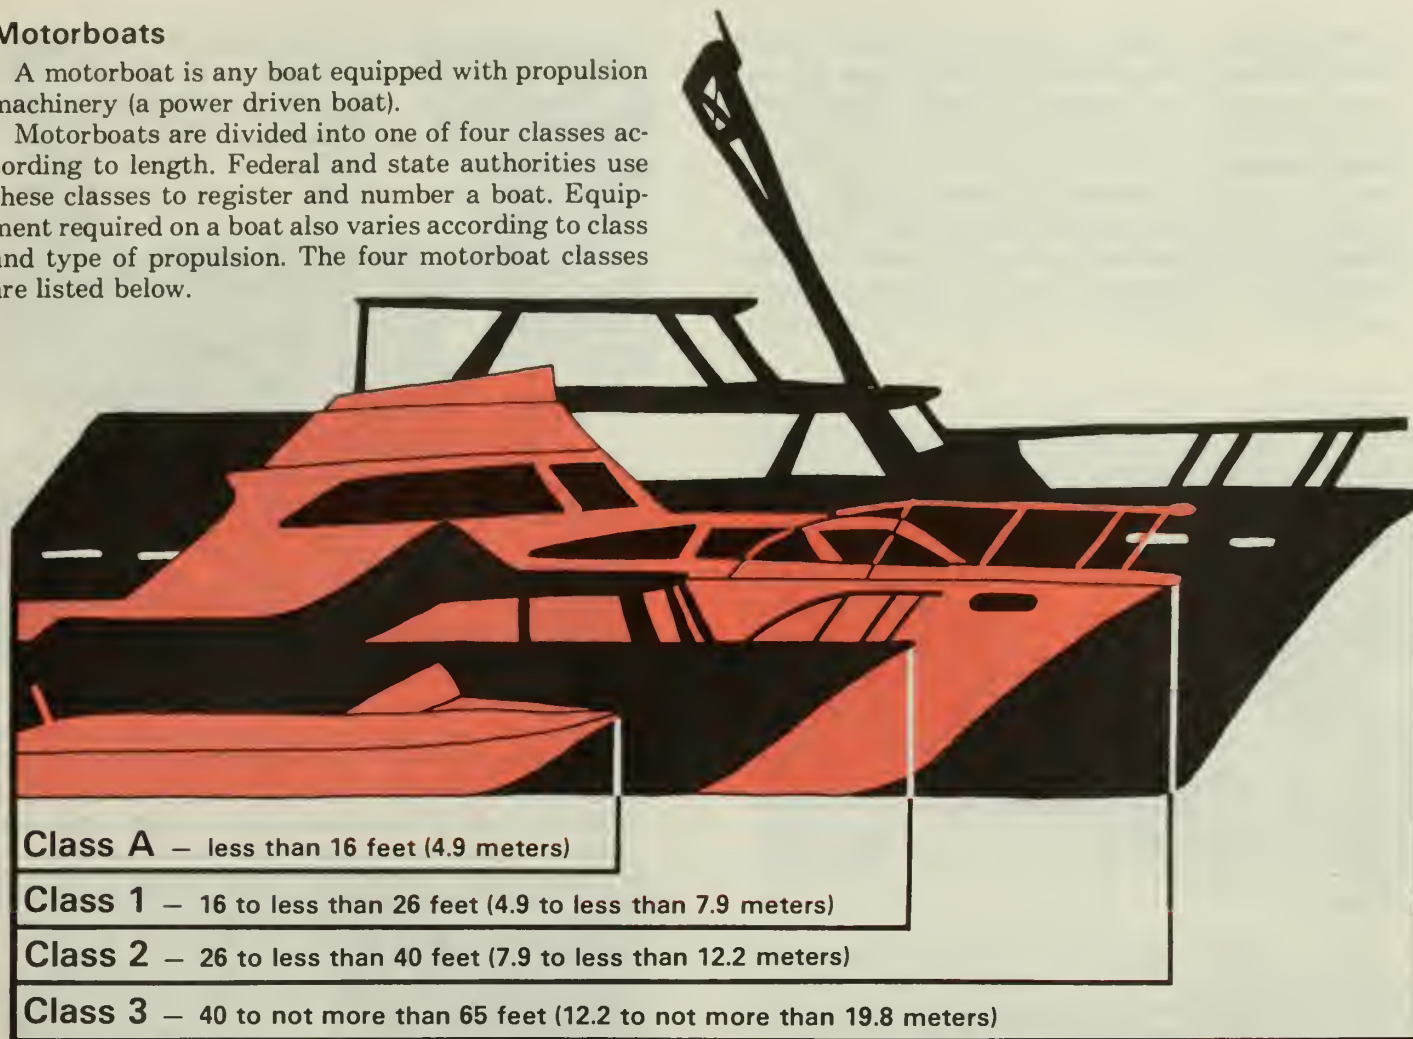 Motorboats
A motorboat is any boat equipped with propulsion
machinery (a power driven boat).
Motorboats are divided into one of four classes ac-
cording to length. Federal and state authorities use
these classes to register and number a boat. Equip-
ment required on a boat also varies according to class
and type of propulsion. The four motorboat classes
are listed below.
Class A – less than 16 feet (4.9 meters)
Class 1 – 16 to less than 26 feet (4.9 to less than 7.9 meters)
Class 2 – 26 to less than 40 feet (7.9 to less than 12.2 meters)
Class 3 – 40 to not more than 65 feet (12.2 to not more than 19.8 meters)